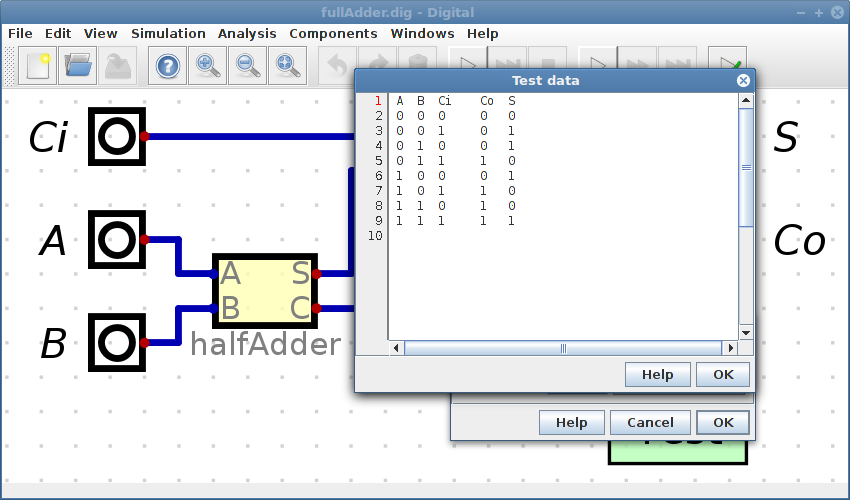 fullAdder.dig - Digital
File Edit View Simulation Analysis Components Windows Help
Test data
1 A B Ci Co S
2 0 0 0 0 0
3 0 0 1 0 1
4 0 1 0 0 1
5 0 1 1 1 0
6 1 0 0 0 1
7 1 0 1 1 0
8 1 1 0 1 0
9 1 1 1 1 1
10
Help OK
Help Cancel OK
Ci
A
B
A S
B C
halfAdder
S
Co
Test